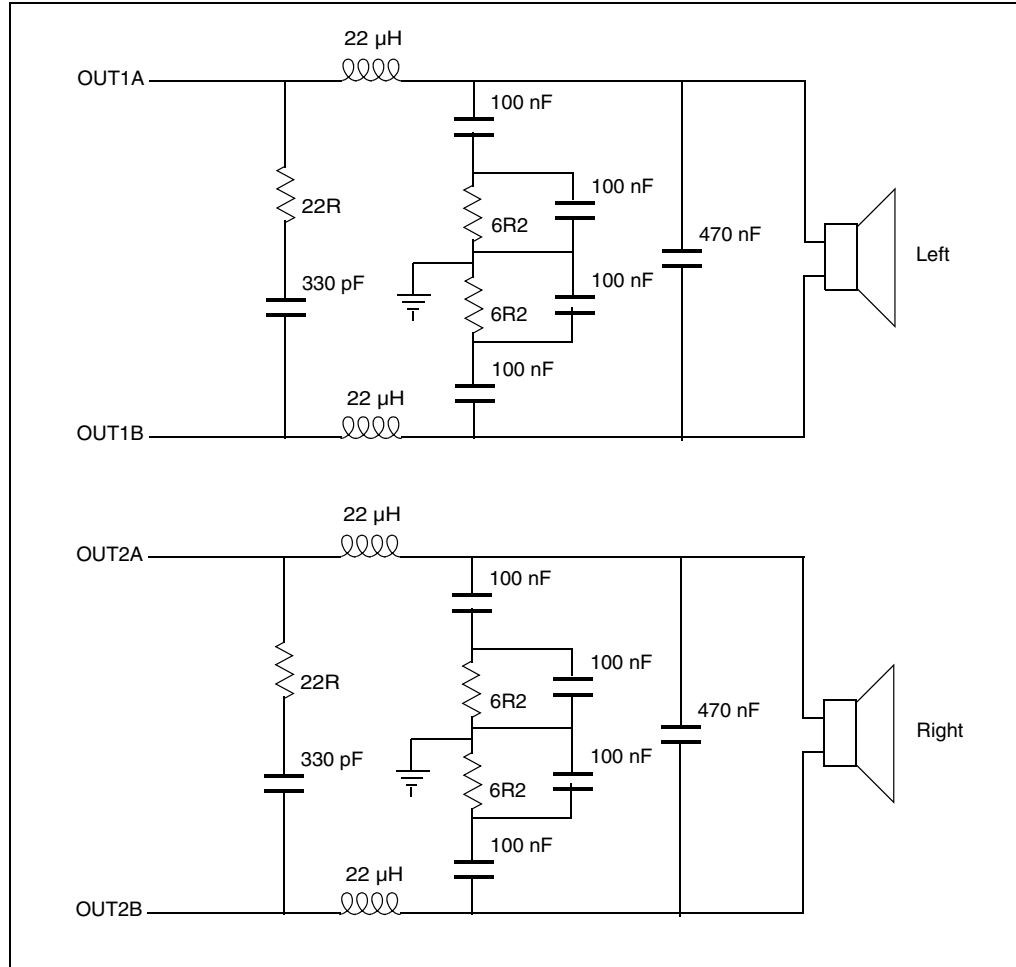 22 µH
OUT1A
100 nF
100 nF
22R
6R2
470 nF
Left
330 pF
100 nF
6R2
100 nF
22 µH
OUT1B
22 µH
OUT2A
100 nF
100 nF
22R
6R2
470 nF
Right
330 pF
100 nF
6R2
100 nF
22 µH
OUT2B